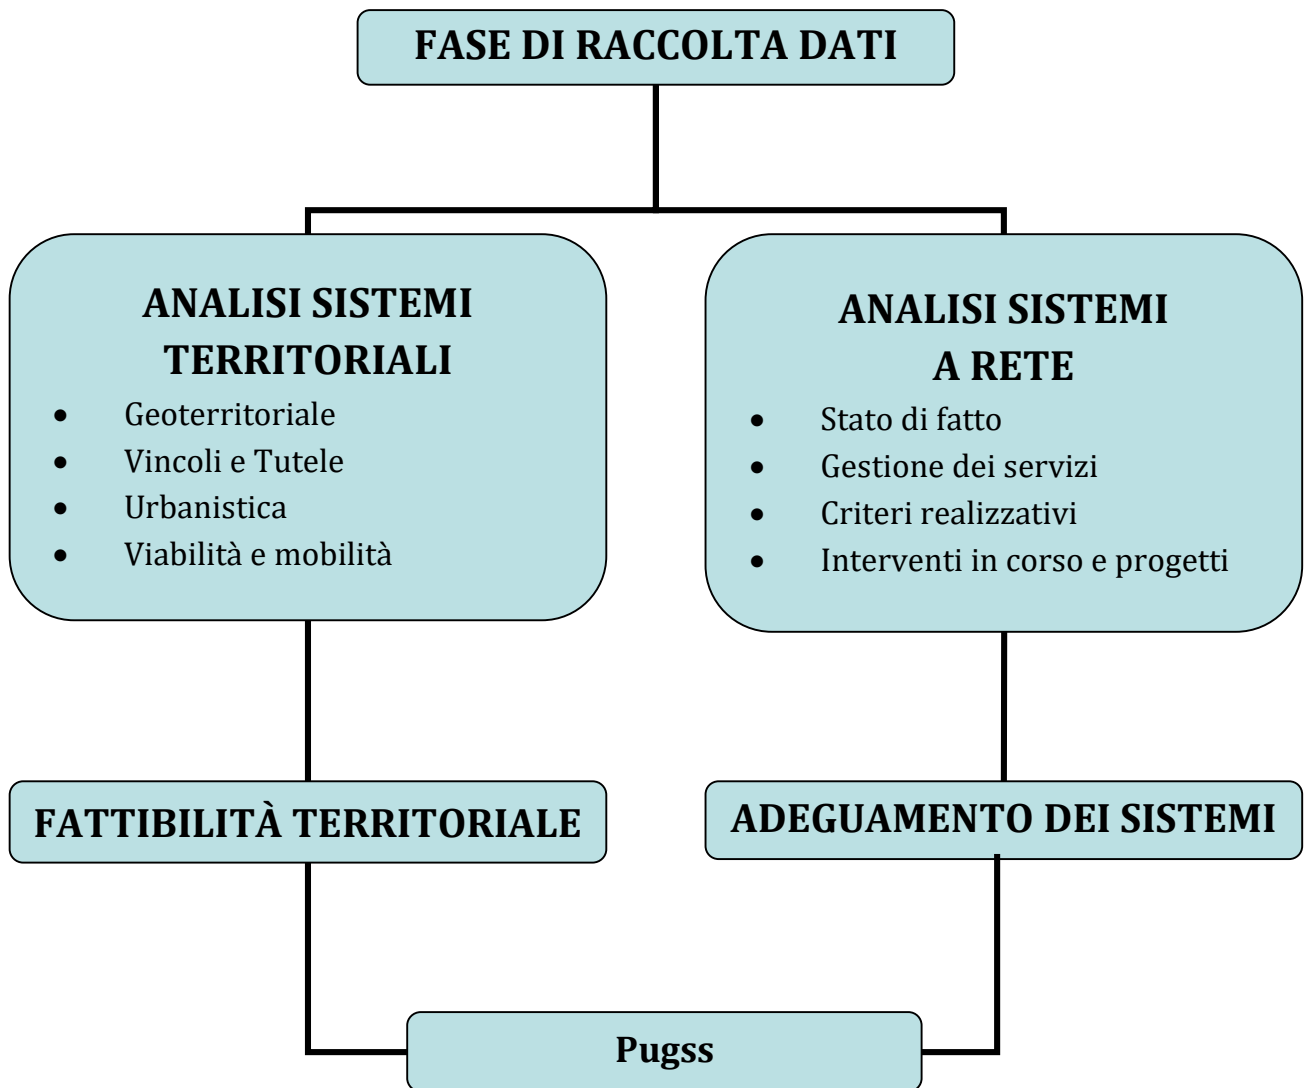 FASE DI RACCOLTA DATI
ANALISI SISTEMI
TERRITORIALI
• Geoterritoriale
• Vincoli e Tutele
• Urbanistica
• Viabilità e mobilità
ANALISI SISTEMI
A RETE
• Stato di fatto
• Gestione dei servizi
• Criteri realizzativi
• Interventi in corso e progetti
FATTIBILITÀ TERRITORIALE
ADEGUAMENTO DEI SISTEMI
Pugss